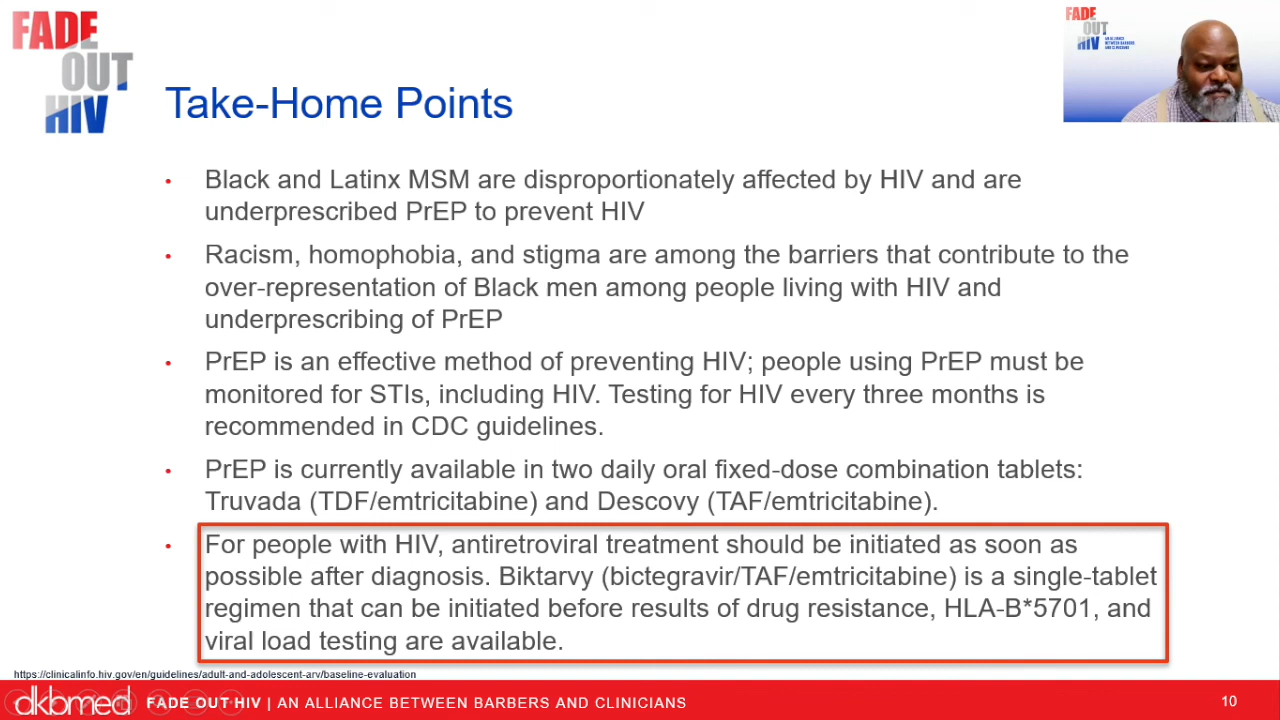 FADE
OUT
HIV
FADE
OUT
HIV
AN ALLIANCE
BETWEEN BARBERS
AND CLINICIANS
Take-Home Points
• Black and Latinx MSM are disproportionately affected by HIV and are
underprescribed PrEP to prevent HIV
• Racism, homophobia, and stigma are among the barriers that contribute to the
over-representation of Black men among people living with HIV and
underprescribing of PrEP
• PrEP is an effective method of preventing HIV; people using PrEP must be
monitored for STIs, including HIV. Testing for HIV every three months is
recommended in CDC guidelines.
• PrEP is currently available in two daily oral fixed-dose combination tablets:
Truvada (TDF/emtricitabine) and Descovy (TAF/emtricitabine).
• For people with HIV, antiretroviral treatment should be initiated as soon as
possible after diagnosis. Biktarvy (bictegravir/TAF/emtricitabine) is a single-tablet
regimen that can be initiated before results of drug resistance, HLA-B*5701, and
viral load testing are available.
https://clinicalinfo.hiv.gov/en/guidelines/adult-and-adolescent-arv/baseline-evaluation
dkbmed FADE OUT HIV | AN ALLIANCE BETWEEN BARBERS AND CLINICIANS 10